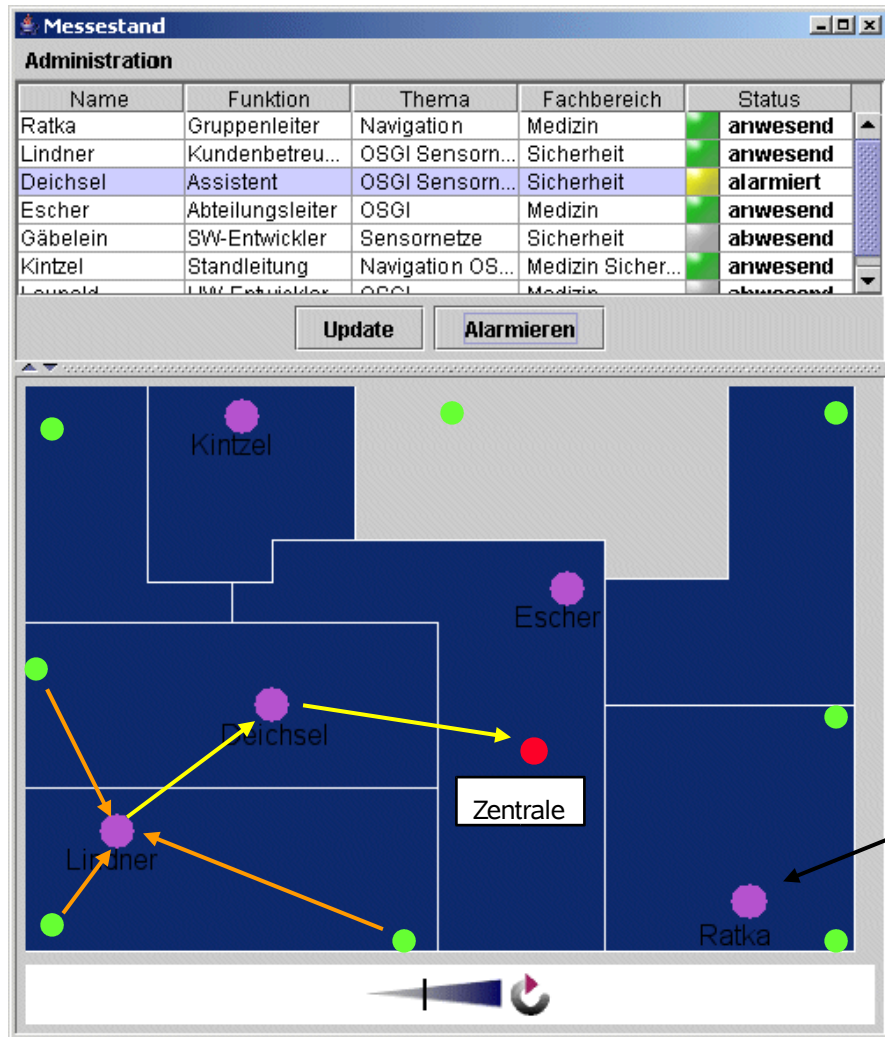 Messestand
Administration
Name Funktion Thema Fachbereich Status
Ratka Gruppenleiter Navigation Medizin anwesend
Lindner Kundenbetreu... OSGI Sensorn... Sicherheit anwesend
Deichsel Assistent OSGI Sensorn... Sicherheit alarmiert
Escher Abteilungsleiter OSGI Medizin anwesend
Gäbelein SW-Entwickler Sensornetze Sicherheit abwesend
Kintzel Standleitung Navigation OS... Medizin Sicher... anwesend
Update Alarmieren
Kintzel
Escher
Deichsel
Zentrale
Lindner
Ratka